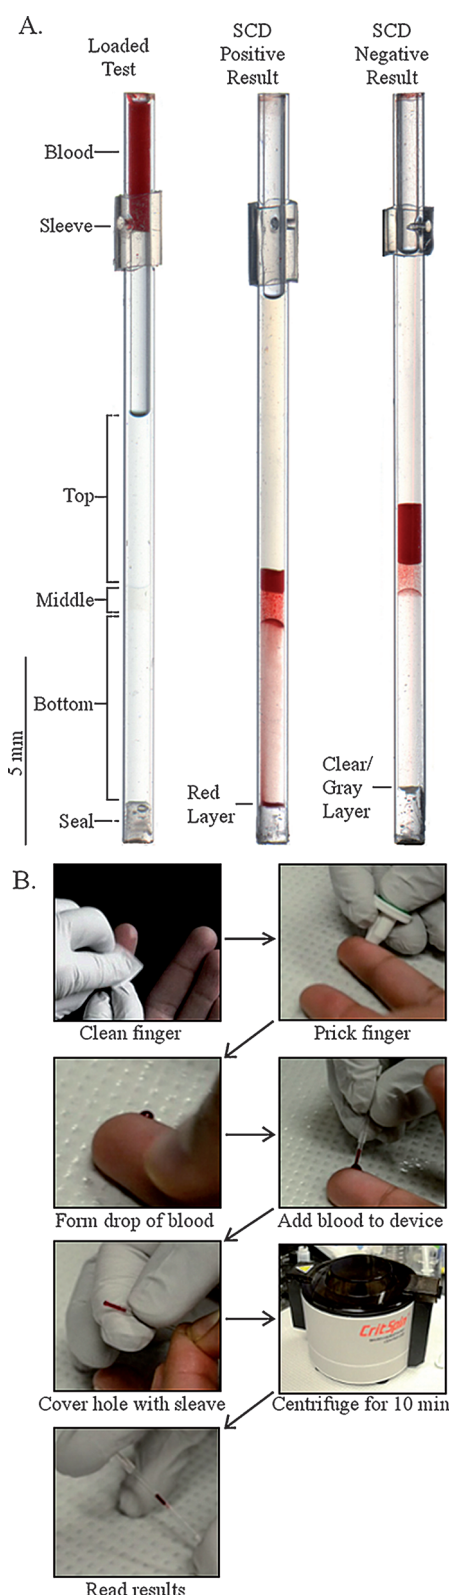 A.
Loaded
Test
SCD
Positive
Result
SCD
Negative
Result
Blood
Sleeve
Top
Middle
Bottom
5 mm
Seal
Red
Layer
Clear/
Gray
Layer
B.
Clean finger
Prick finger
Form drop of blood
Add blood to device
CritSpin
Cover hole with sleave
Centrifuge for 10 min
Read results